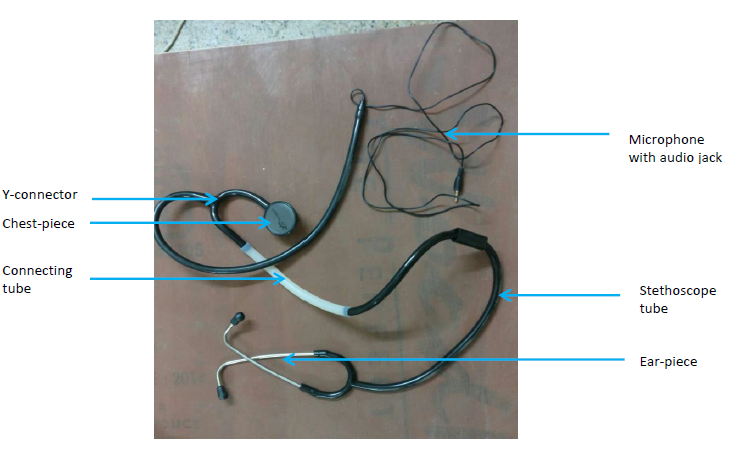 Microphone
with audio jack
Y-connector
Chest-piece
Connecting
tube
Stethoscope
tube
Ear-piece